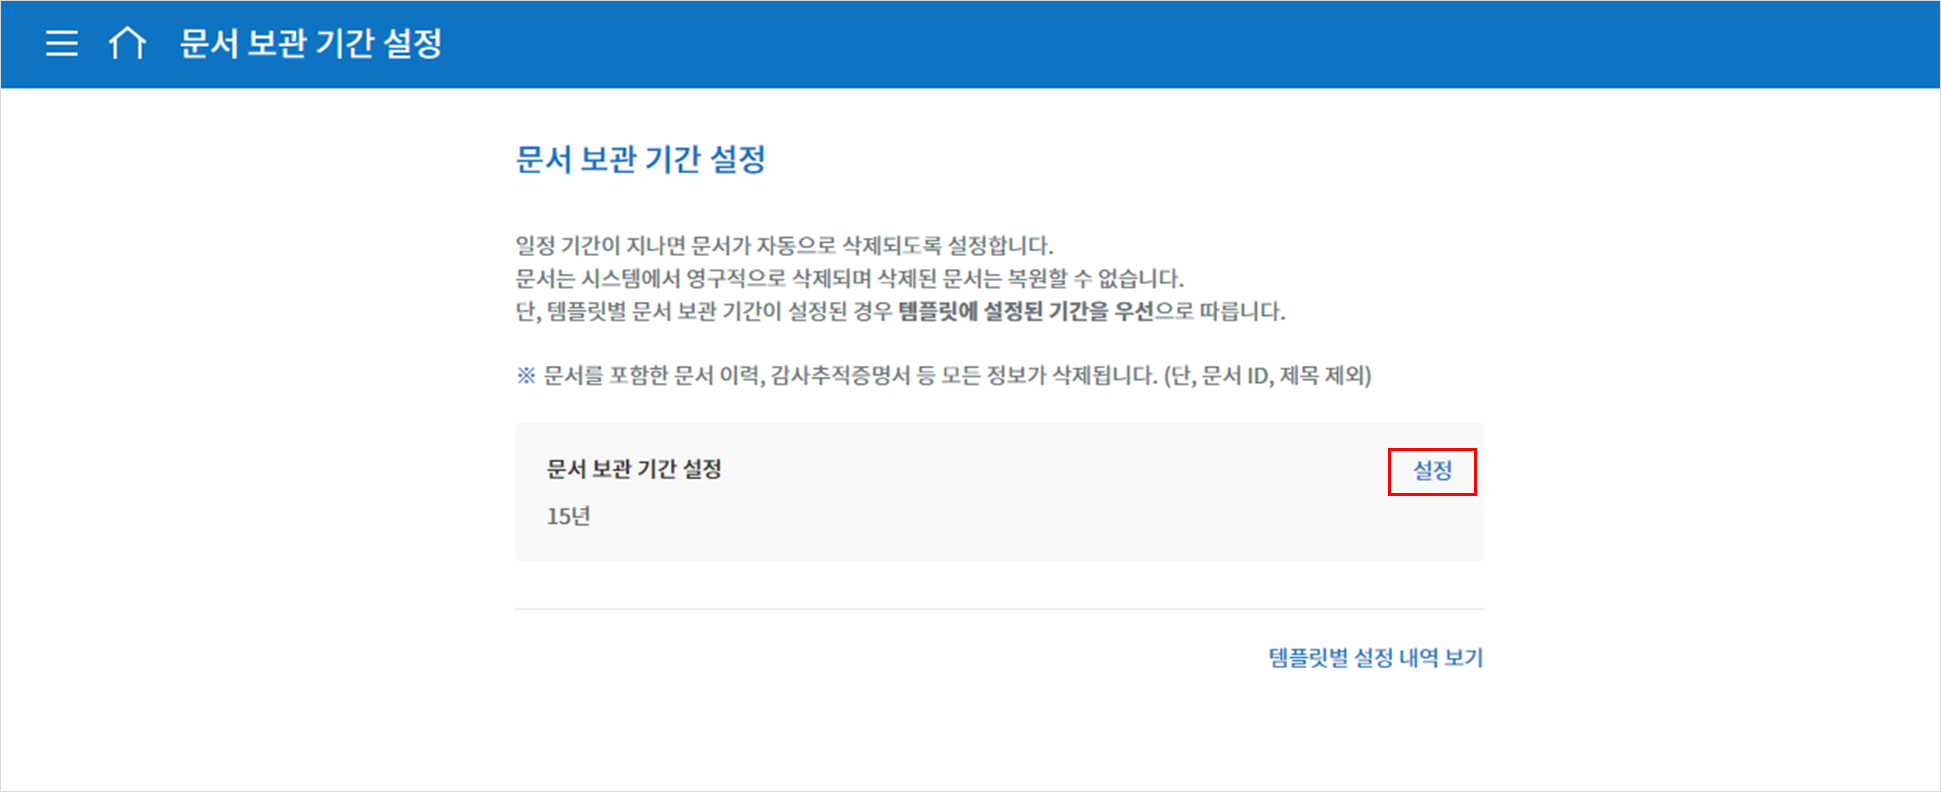 문서 보관 기간 설정
문서 보관 기간 설정
일정 기간이 지나면 문서가 자동으로 삭제되도록 설정합니다.
문서는 시스템에서 영구적으로 삭제되며 삭제된 문서는 복원할 수 없습니다.
단, 템플릿별 문서 보관 기간이 설정된 경우 템플릿에 설정된 기간을 우선으로 따릅니다.
※ 문서를 포함한 문서 이력, 감사추적증명서 등 모든 정보가 삭제됩니다. (단, 문서 ID, 제목 제외)
문서 보관 기간 설정
설정
15년
템플릿별 설정 내역 보기